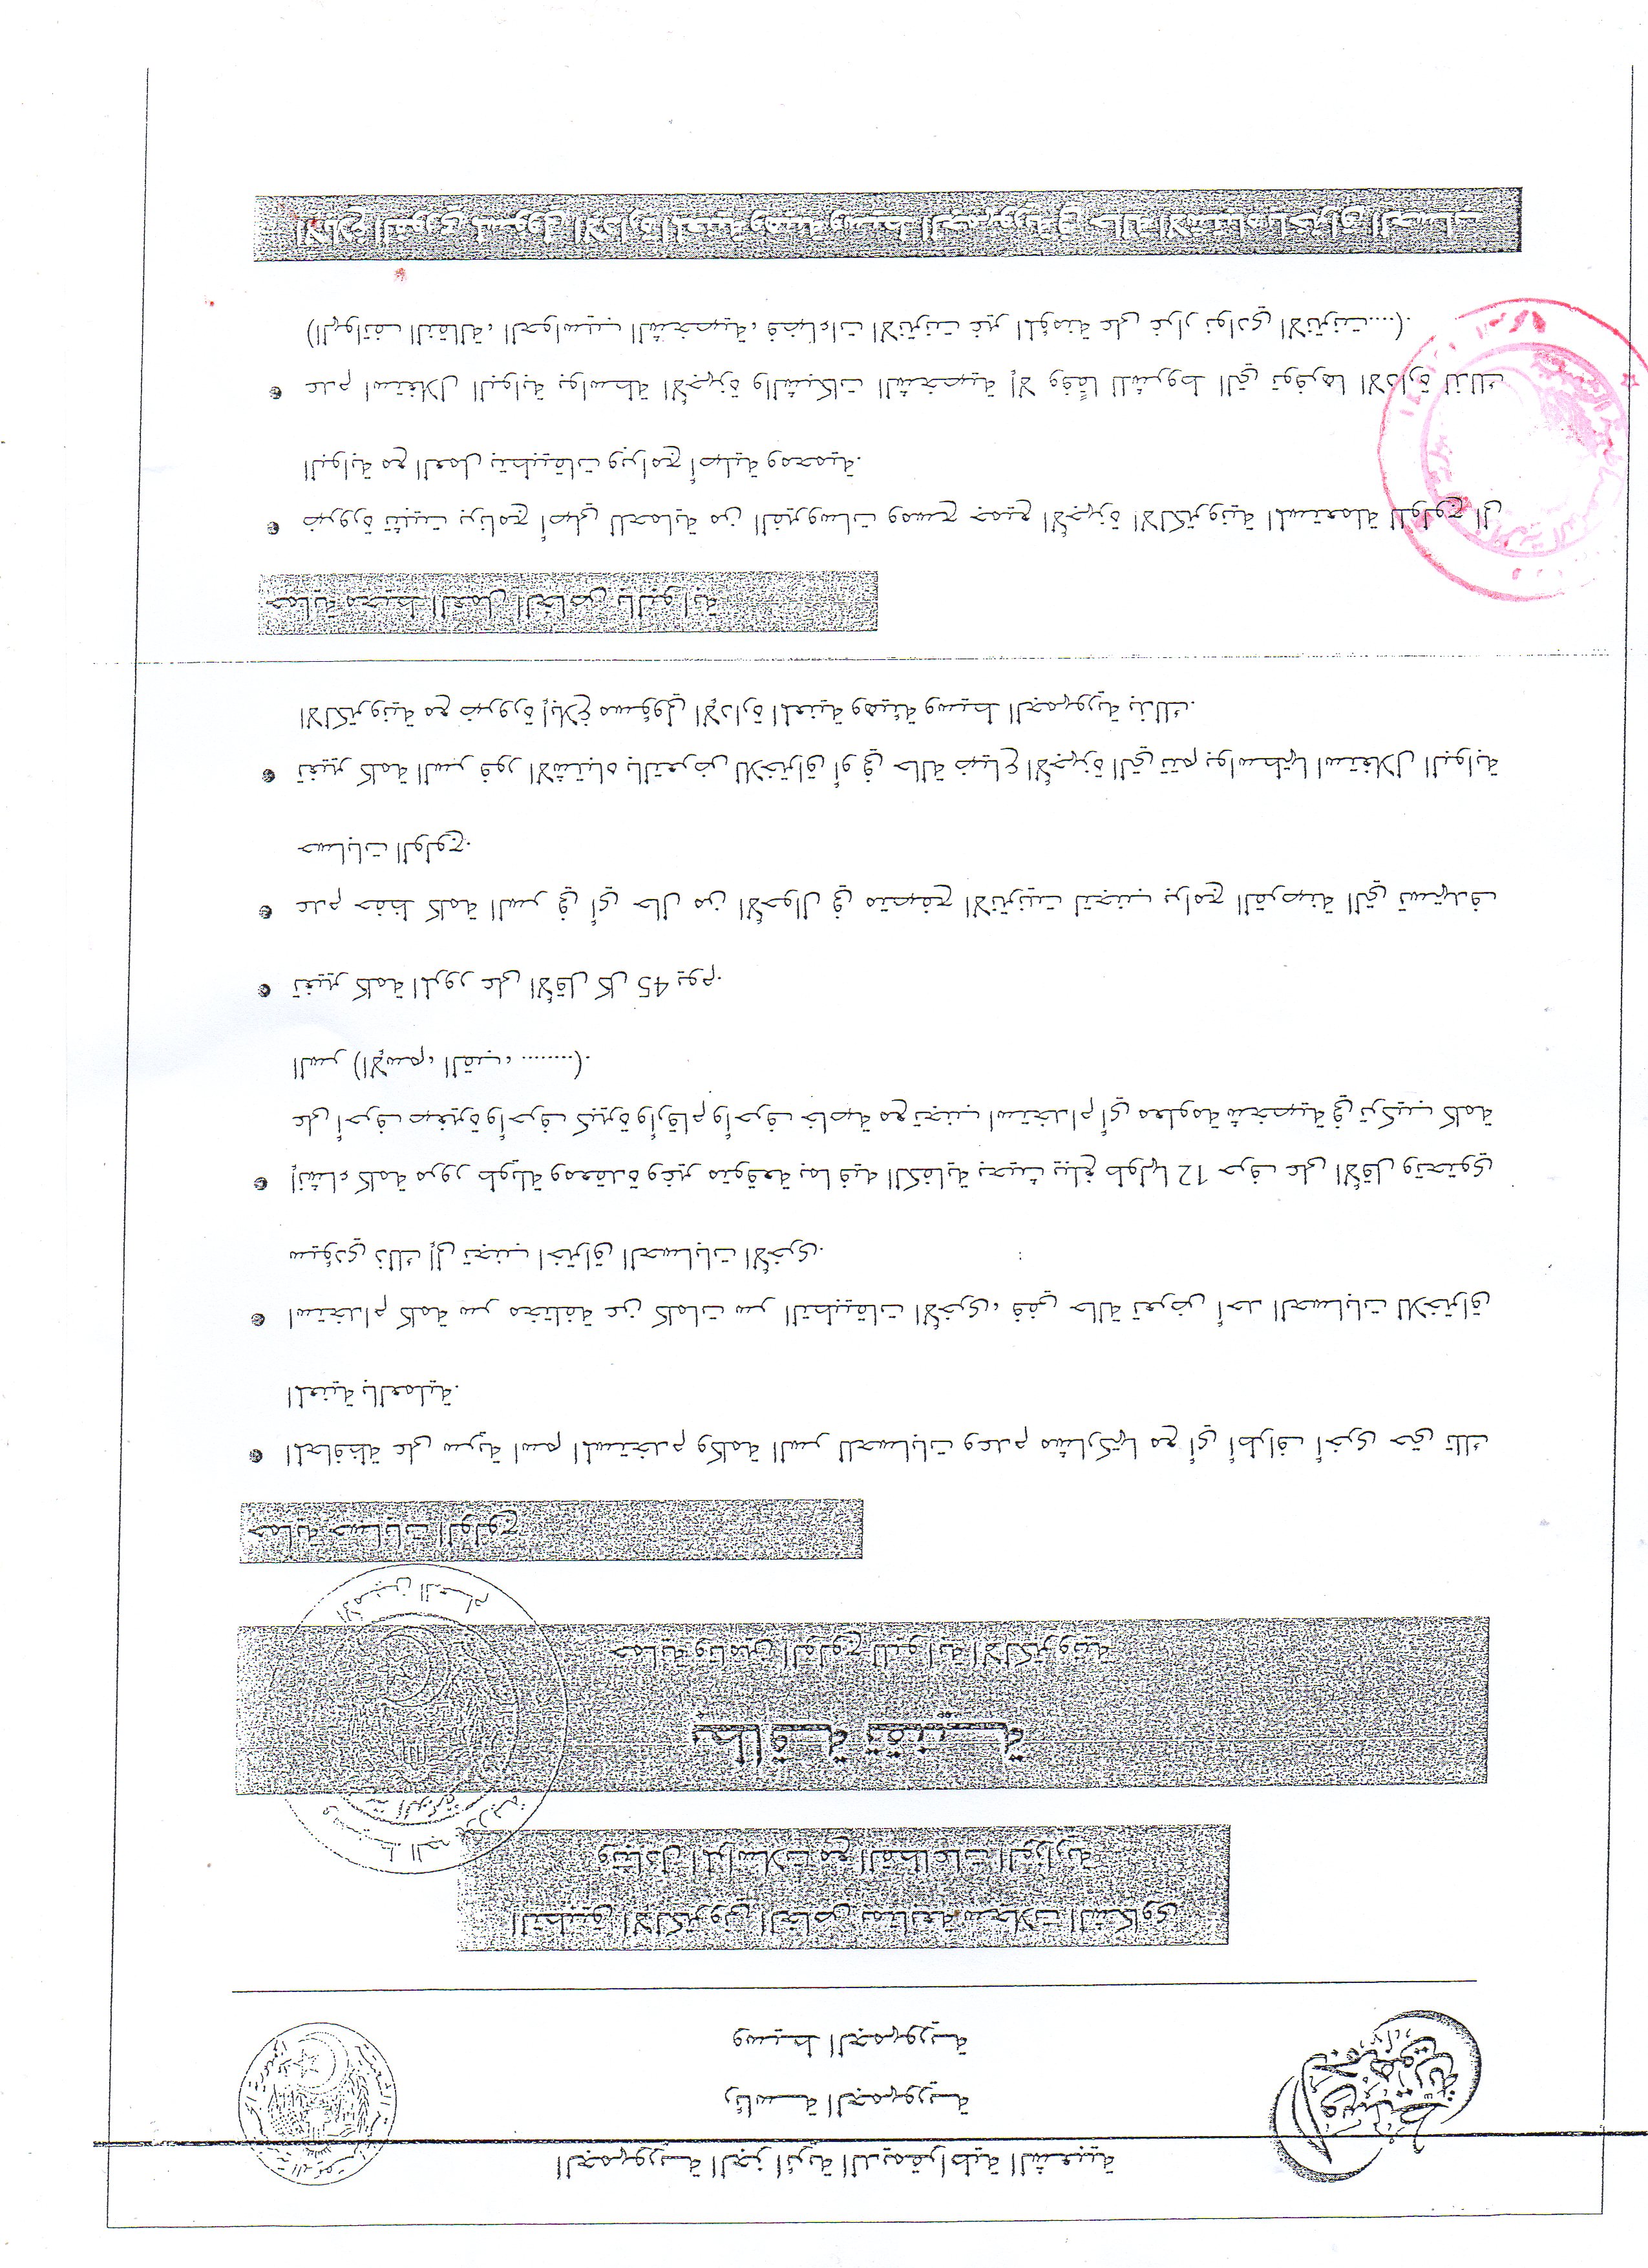 الجمهورية الجزائرية الديمقراطية الشعبية
رئاسة الجمهورية
وسيط الجمهورية
وسيط
الجمهورية
التطبيق الالكتروني الخاص بمتابعة سجلات الشكاوى
وتبادل المراسلات مع القطاعات الوزارية
وسيط الجمهورية
بطاقة تقنية
حماية وتامين الولوج للبوابة الالكترونية
الأمين العام
حماية حسابات الولوج
المحافظة على سرية اسم المستخدم وكلمة السر للحسابات وعدم مشاركتها مع أي أطراف أخرى حتى تلك
المعنية بالعملية.
استخدام كلمة سر مختلفة عن كلمات سر التطبيقات الأخرى، ففي حالة تعرض أحد الحسابات للاختراق
سيؤدي ذلك إلى تجنب اختراق الحسابات الأخرى.
إنشاء كلمة مرور طويلة ومعقدة وغير متوقعة بما فيه الكفاية بحيث يبلغ طولها 12 حرف على الأقل وتحتوي
على أحرف صغيرة وأحرف كبيرة وأرقام وأحرف خاصة مع تجنب استخدام أي معلومة شخصية في تركيب كلمة
السر (الإسم، القب، ........).
تغيير كلمة المرور على الأقل كل 45 يوم.
عدم حفظ كلمة السر في أي حال من الأحوال في متصفح الانترنيت لتجنب برامج القرصنة التي تستهدف
حسابات الولوج.
تغيير كلمة السر فور الاشتباه بالتعرض للاختراق أو في حالة ضياع الأجهزة التي تتم بواسطتها استغلال البوابة
الالكترونية مع ضرورة إبلاغ مسؤولي الإدارة المعنية وهيئة وسيط الجمهورية بذلك.
حماية محيط العمل الخاص بالبوابة
ضرورة تثبيت برنامج أصلي للحماية من الفيروسات ومسح جميع الأجهزة الالكترونية المستعملة للولوج الى
البوابة مع العمل بتطبيقات وبرامج أصلية ومحمية.
عدم استغلال البوابة بواسطة الأجهزة والشبكات الشخصية إلا وفقًا للشروط التي توفرها الادارة لذلك
(الهواتف النقالة، الحواسيب الشخصية، فضاءات الانترنت غير المؤمنة على غرار نوادي الانترنت....).
الابلاغ الفوري لمسؤولي الادارة المعنية وهيئة وسيط الجمهورية في حالة الاشتباه باختراق الحساب